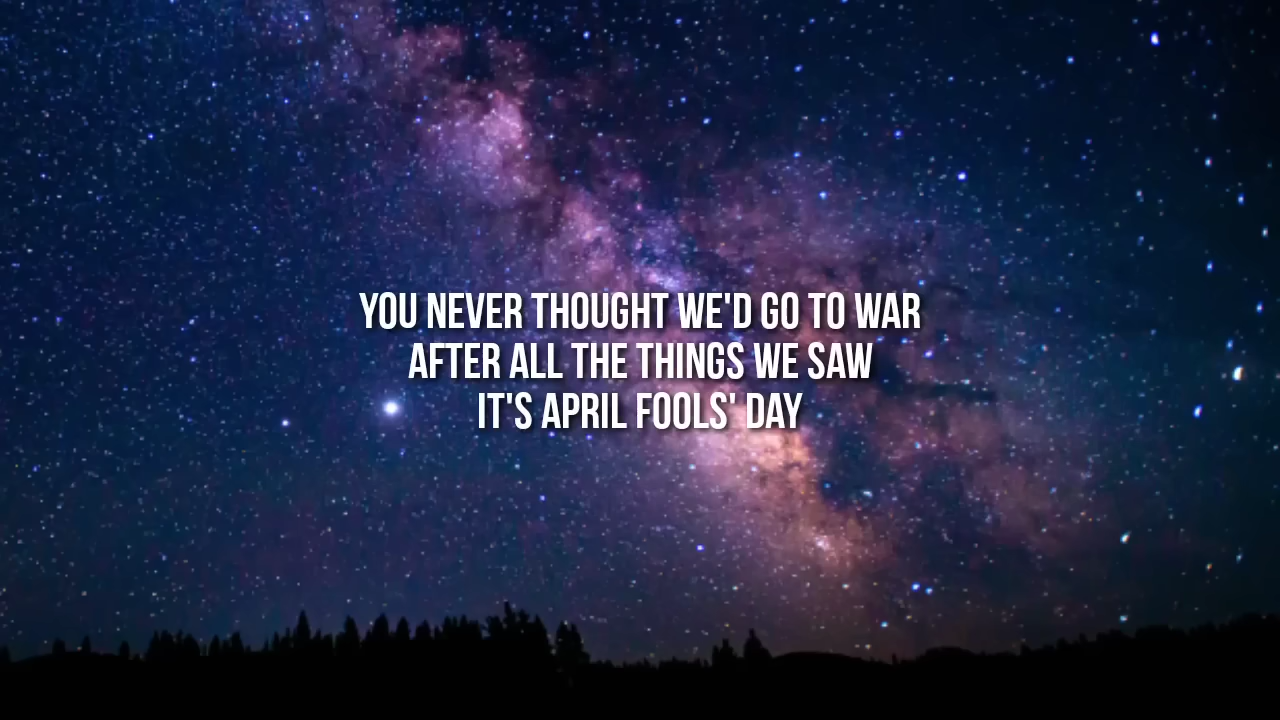 YOU NEVER THOUGHT WE'D GO TO WAR
AFTER ALL THE THINGS WE SAW
IT'S APRIL FOOLS' DAY